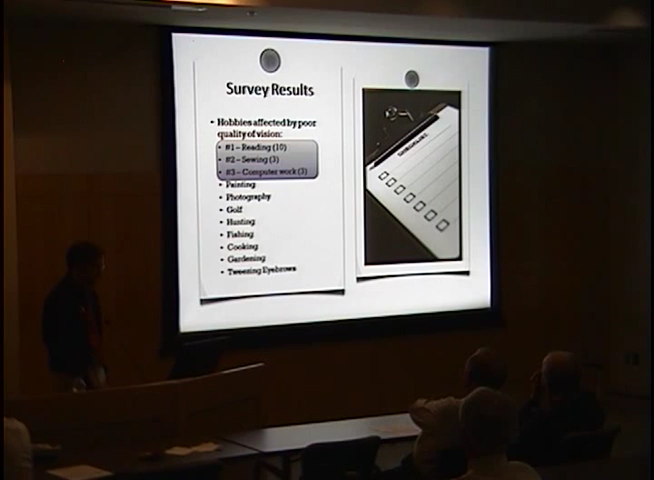 Survey Results
• Hobbies affected by poor
quality of vision:
• #1 – Reading (10)
• #2 – Sewing (3)
• #3 – Computer work (3)
• Painting
• Photography
• Golf
• Hunting
• Fishing
• Cooking
• Gardening
• Tweezing Eyebrows